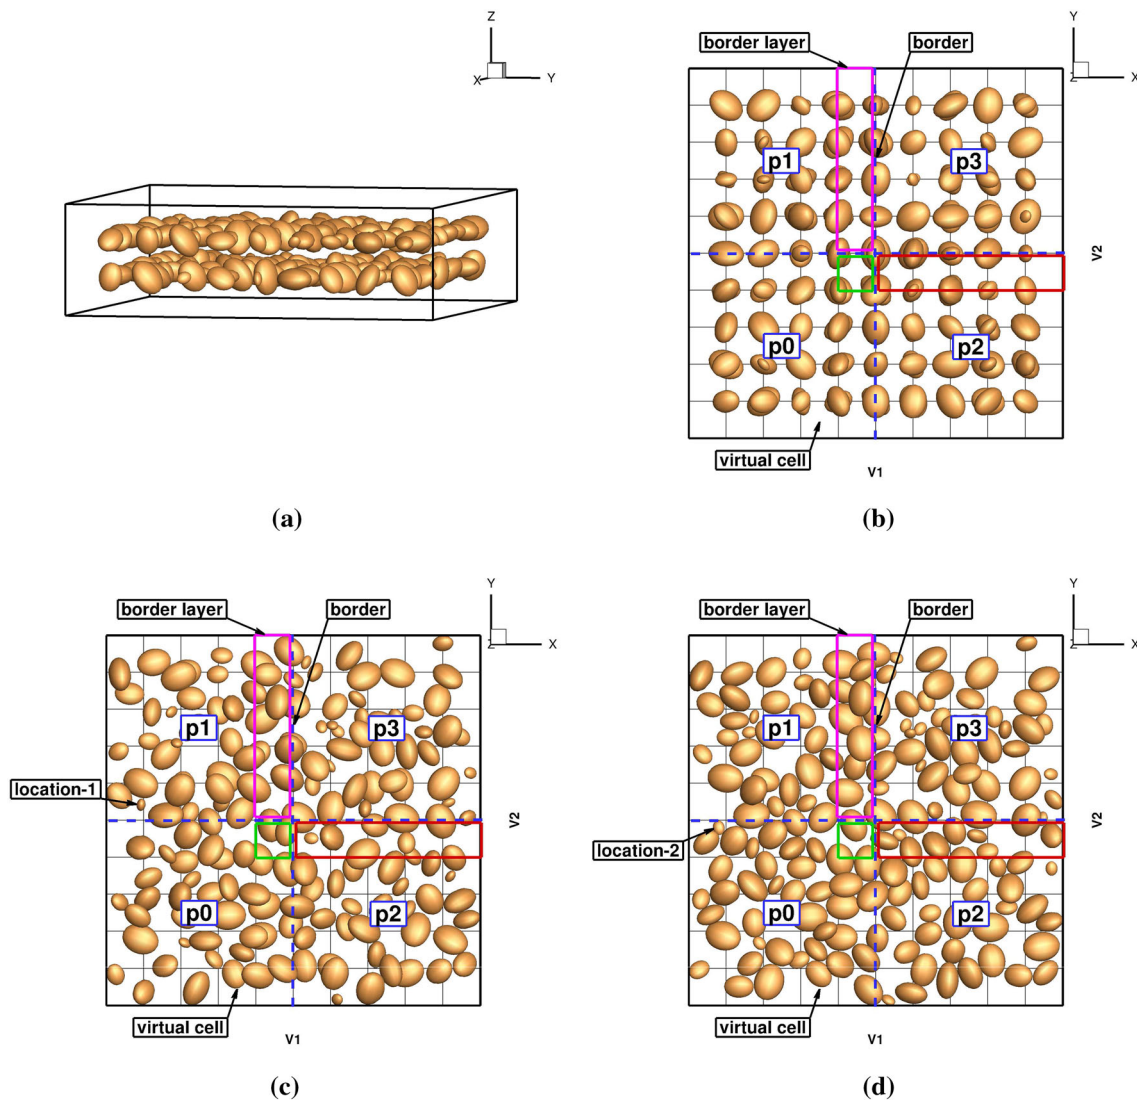 Z
X
Y
(a)
Y
border layer
border
Z
X
p1
p3
V2
p0
p2
virtual cell
V1
(b)
Y
border layer
border
Z
X
p1
p3
location-1
V2
p0
p2
virtual cell
V1
(c)
Y
border layer
border
Z
X
p1
p3
V2
location-2
p0
p2
virtual cell
V1
(d)